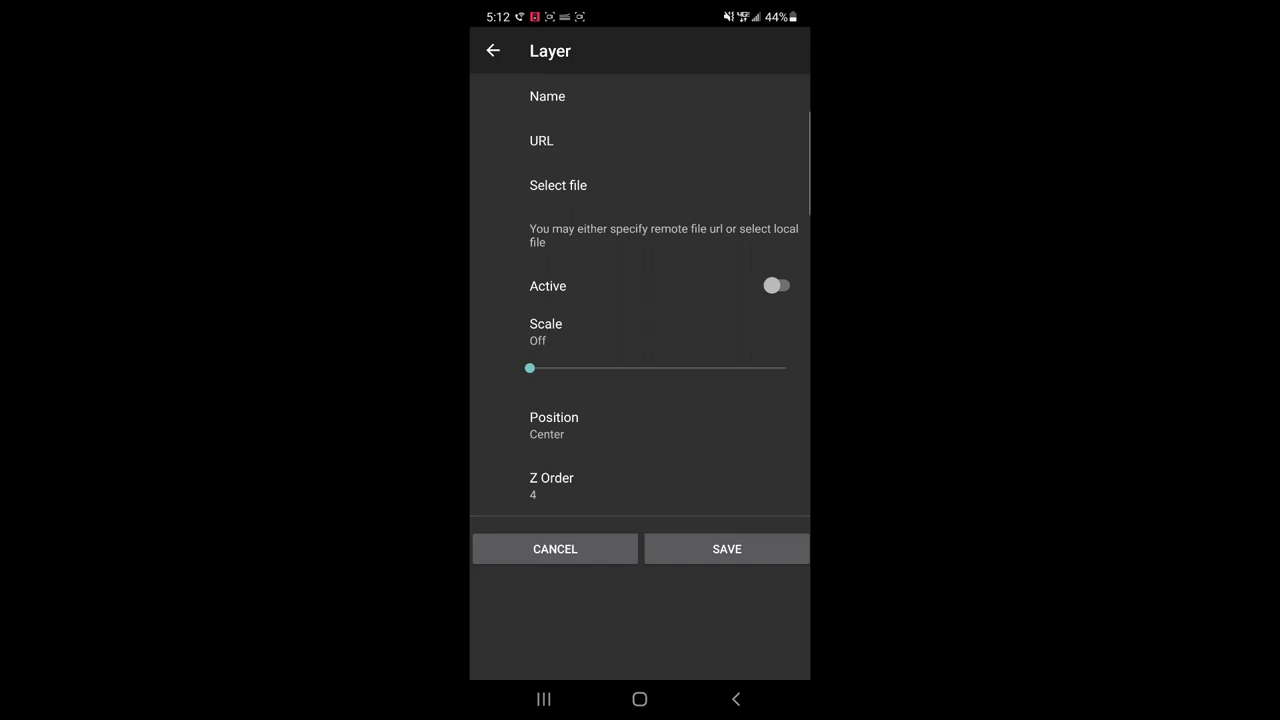 5:12 44%
Layer
Name
URL
Select file
You may either specify remote file url or select local
file
Active
Scale
Off
Position
Center
Z Order
4
CANCEL SAVE